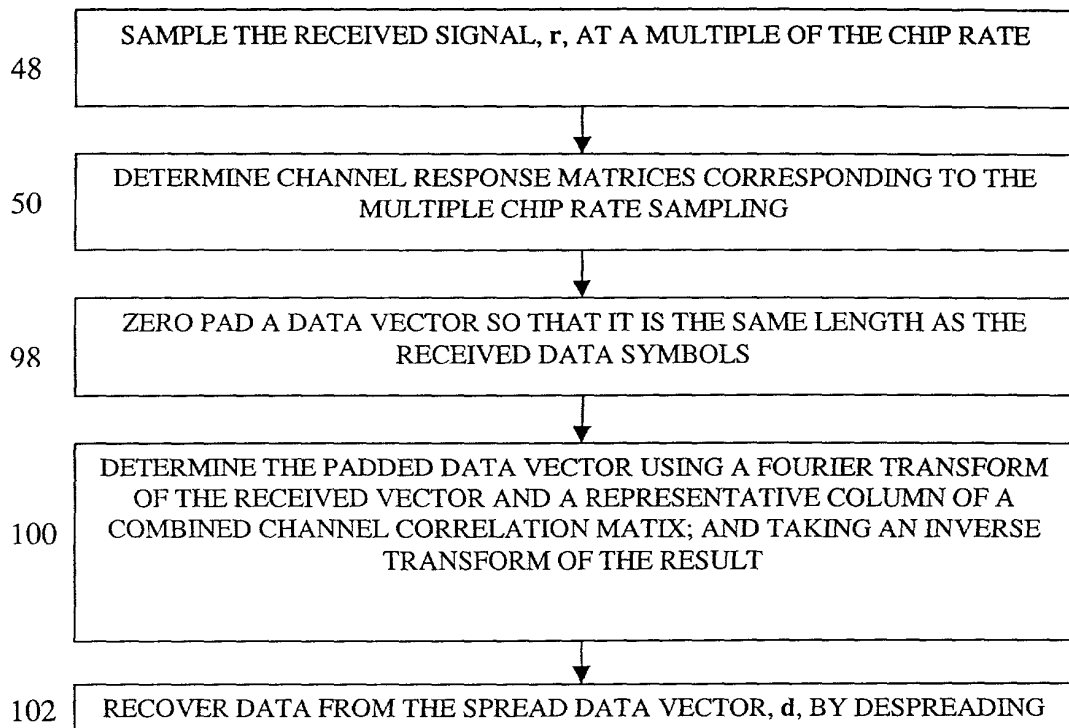 SAMPLE THE RECEIVED SIGNAL, r, AT A MULTIPLE OF THE CHIP RATE
48
DETERMINE CHANNEL RESPONSE MATRICES CORRESPONDING TO THE
MULTIPLE CHIP RATE SAMPLING
50
ZERO PAD A DATA VECTOR SO THAT IT IS THE SAME LENGTH AS THE
RECEIVED DATA SYMBOLS
98
DETERMINE THE PADDED DATA VECTOR USING A FOURIER TRANSFORM
OF THE RECEIVED VECTOR AND A REPRESENTATIVE COLUMN OF A
COMBINED CHANNEL CORRELATION MATIX; AND TAKING AN INVERSE
TRANSFORM OF THE RESULT
100
102 RECOVER DATA FROM THE SPREAD DATA VECTOR, d, BY DESPREADING